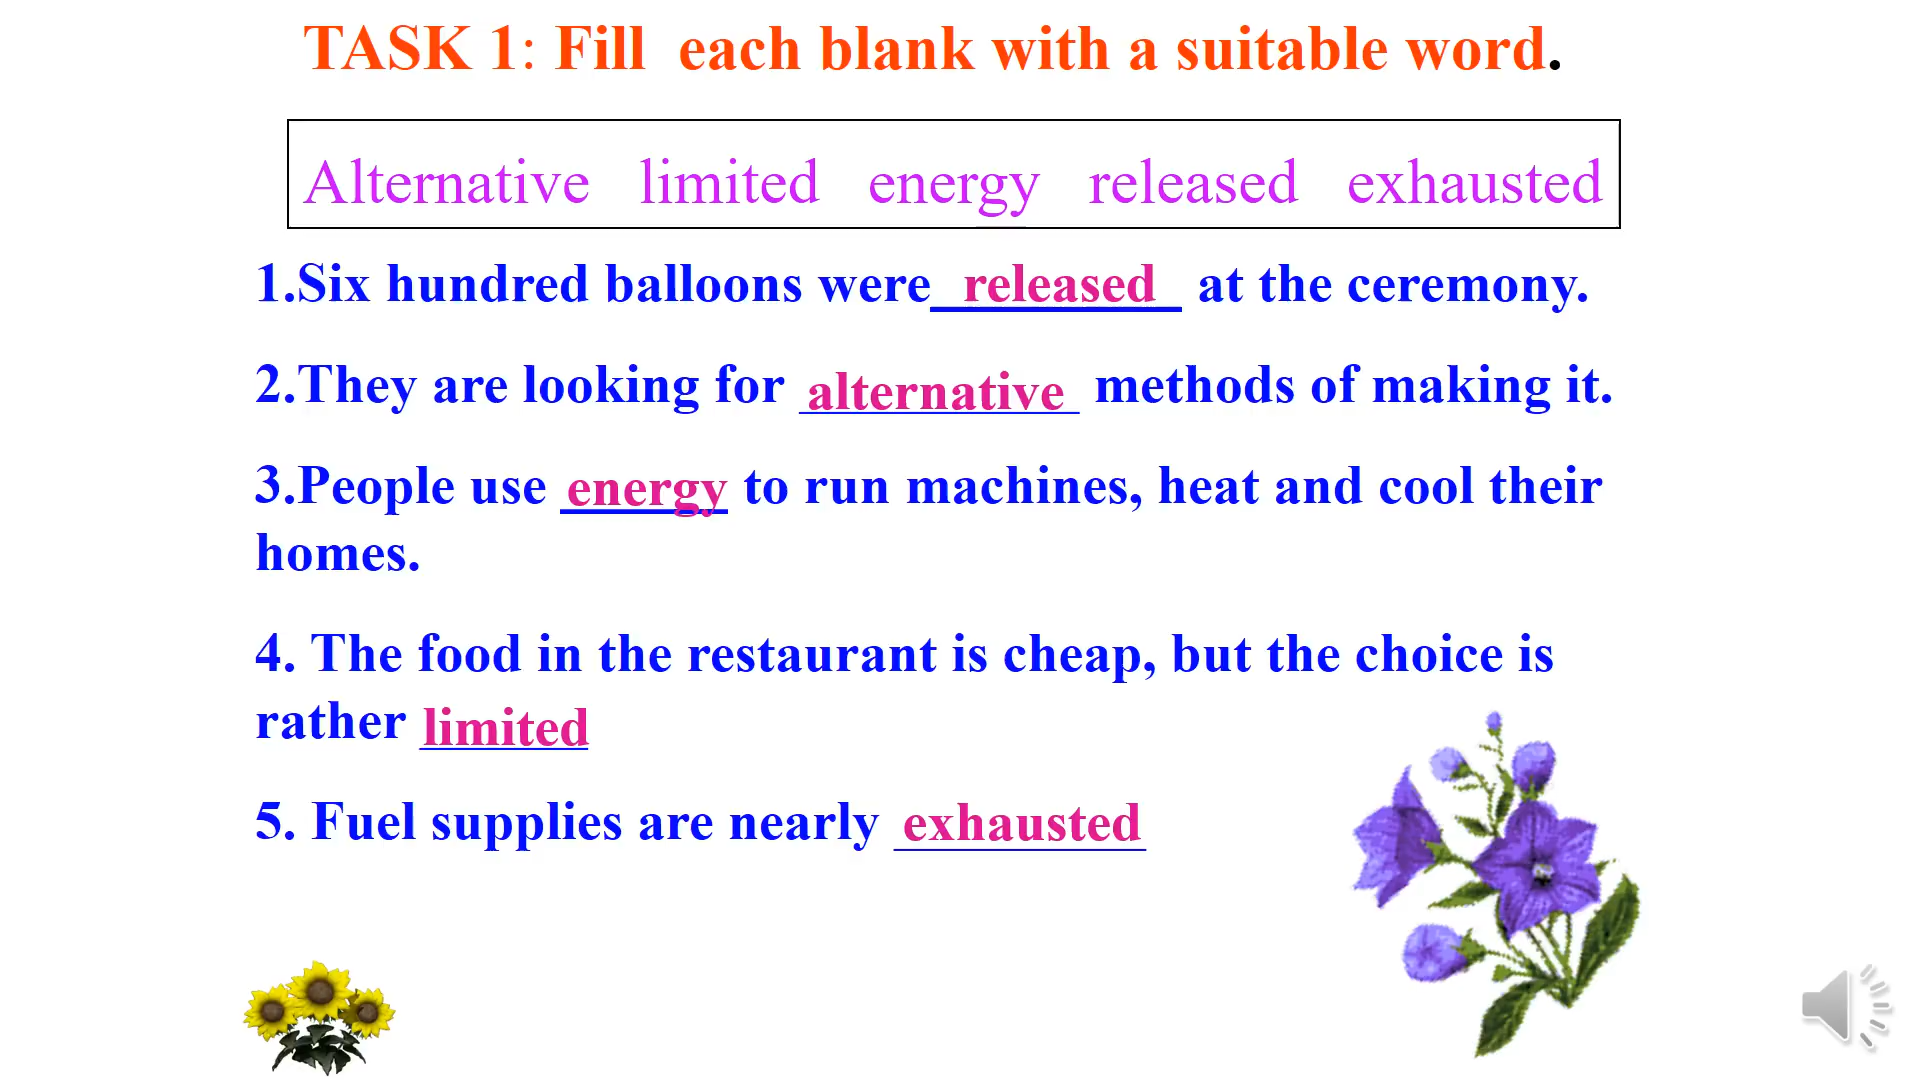 TASK 1: Fill each blank with a suitable word.
Alternative limited energy released exhausted
1.Six hundred balloons were released at the ceremony.
2.They are looking for alternative methods of making it.
3.People use energy to run machines, heat and cool their
homes.
4. The food in the restaurant is cheap, but the choice is
rather limited
5. Fuel supplies are nearly exhausted